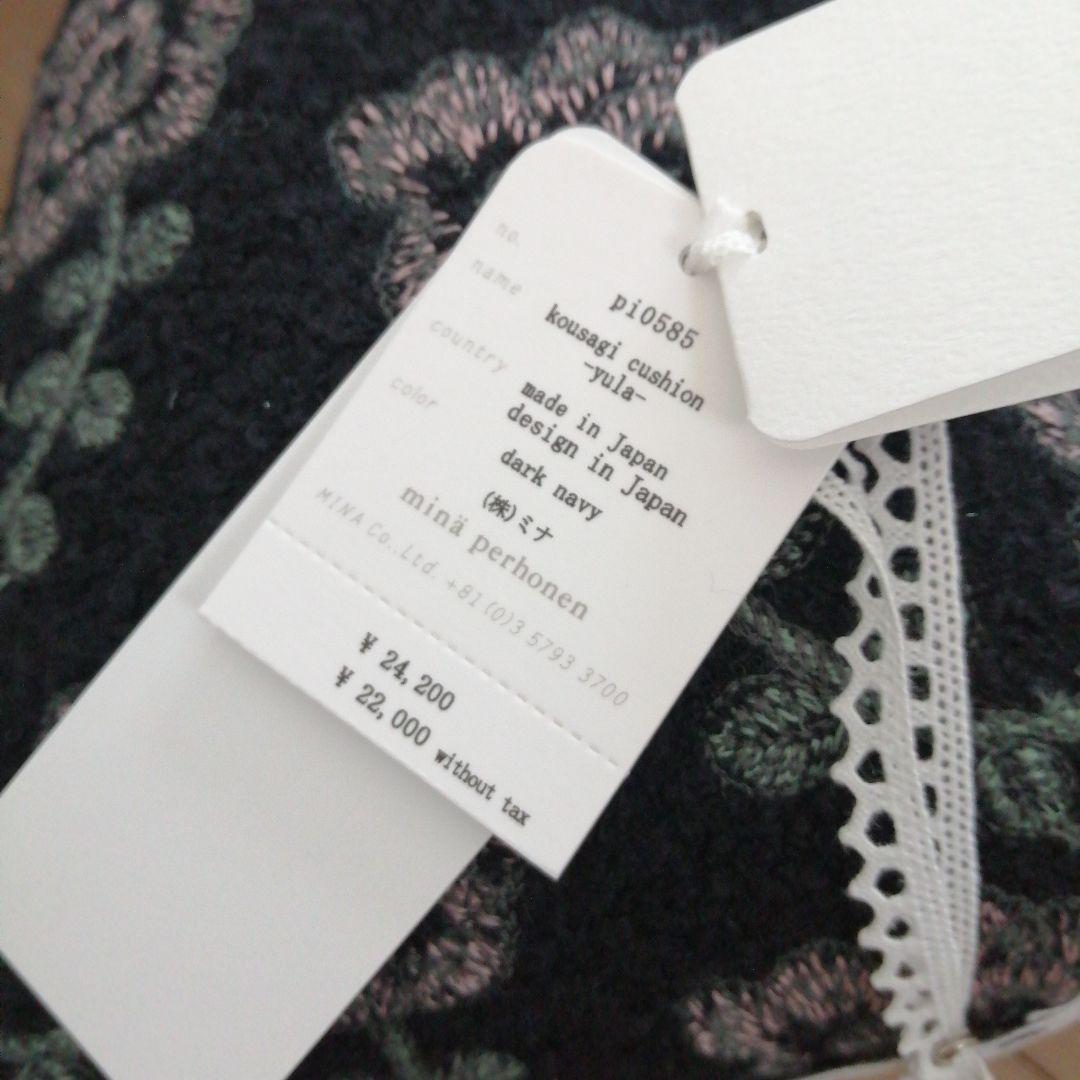 no. pi0585
name kousagi cushion
-yula-
country made in Japan
design in Japan
color dark navy
(株)ミナ
minä perhonen
MINA Co.,Ltd. +81(0)3 5793 3700
¥ 24,200
¥ 22,000 without tax